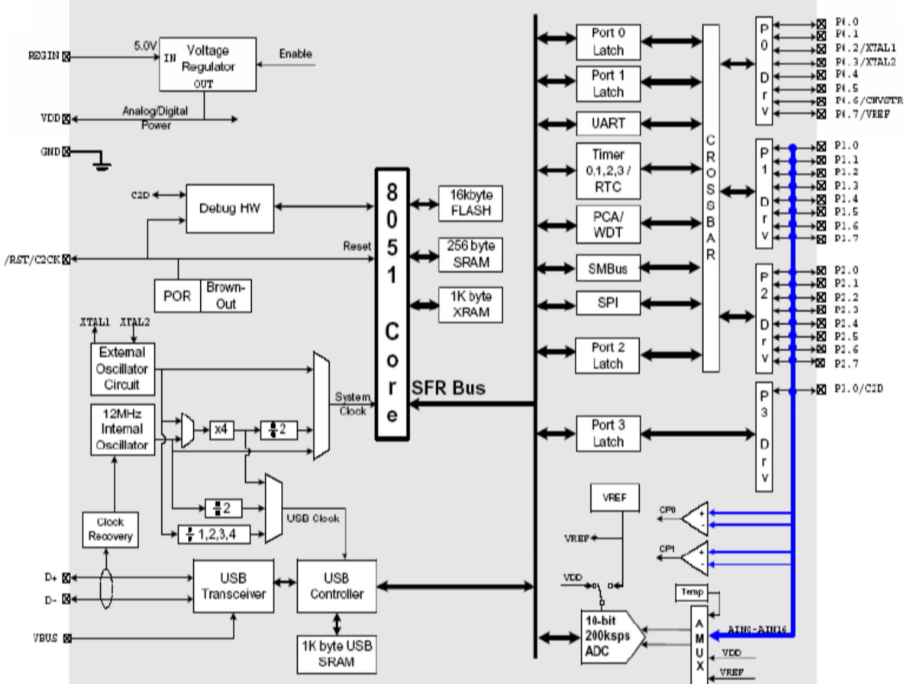 REGIN
5.0V
IN
Voltage
Regulator
OUT
Enable
VDD
Analog/Digital
Power
GND
C2D
Debug HW
/RST/C2CK
Reset
POR
Brown-
Out
8051 Core
16kbyte
FLASH
256 byte
SRAM
1K byte
XRAM
XTAL1
XTAL2
External
Oscillator
Circuit
12MHz
Internal
Oscillator
x4
÷ 2
System
Clock
÷ 2
÷ 1,2,3,4
USB Clock
Clock
Recovery
D+
D-
VBUS
USB
Transceiver
USB
Controller
1K byte USB
SRAM
SFR Bus
Port 0
Latch
Port 1
Latch
UART
Timer
0,1,2,3 /
RTC
PCA/
WDT
SMBus
SPI
Port 2
Latch
Port 3
Latch
CROSSBAR
P0 Drv
P1 Drv
P2 Drv
P3 Drv
P0.0
P0.1
P0.2/XTAL1
P0.3/XTAL2
P0.4
P0.5
P0.6/CNVSTR
P0.7/VREF
P1.0
P1.1
P1.2
P1.3
P1.4
P1.5
P1.6
P1.7
P2.0
P2.1
P2.2
P2.3
P2.4
P2.5
P2.6
P2.7
P3.0/C2D
VREF
VREF
VDD
CP0
+
-
CP1
+
-
Temp
10-bit
200ksps
ADC
AMUX
AIN0-AIN16
VDD
VREF